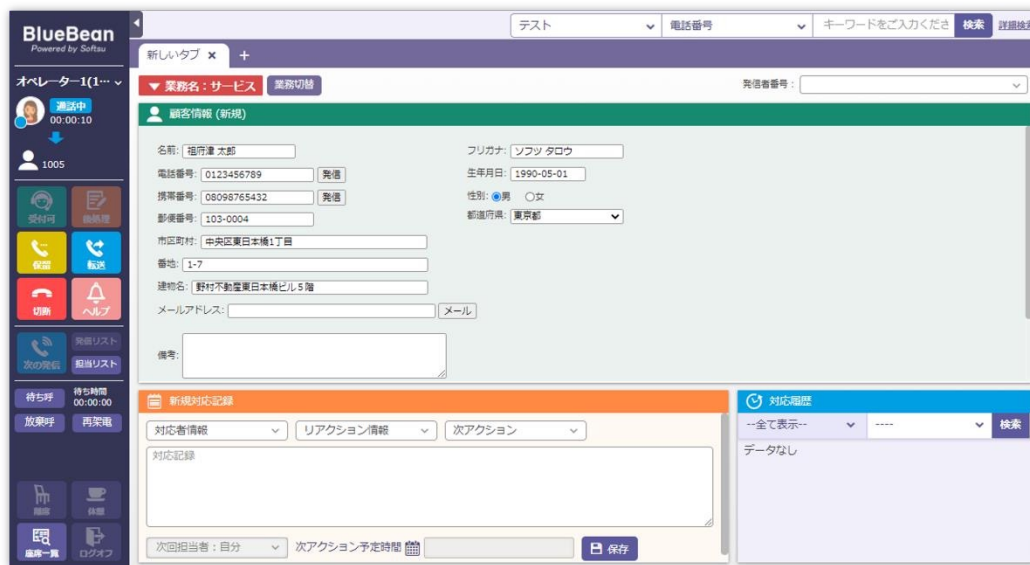 BlueBean
Powered by Softsu
オペレーター1(1… 
通話中
00:00:10
1005
受付可 後処理
保留 転送
切断 ヘルプ
次の発信 発信リスト
担当リスト
待ち呼 待ち時間
00:00:00
放棄呼 再架電
離席 休憩
座席一覧 ログオフ
テスト 電話番号 キーワードをご入力くださ 検索 詳細検索
新しいタブ × +
▼ 業務名:サービス 業務切替 発信者番号:
顧客情報 (新規)
名前: 祖府津 太郎 フリガナ: ソフツ タロウ
電話番号: 0123456789 発信 生年月日: 1990-05-01
携帯番号: 08098765432 発信 性別: 男 女
郵便番号: 103-0004 都道府県: 東京都
市区町村: 中央区東日本橋1丁目
番地: 1-7
建物名: 野村不動産東日本橋ビル5階
メールアドレス: メール
備考:
新規対応記録
対応者情報 リアクション情報 次アクション
対応記録
次回担当者:自分 次アクション予定時間 保存
対応履歴
--全て表示-- ---- 検索
データなし